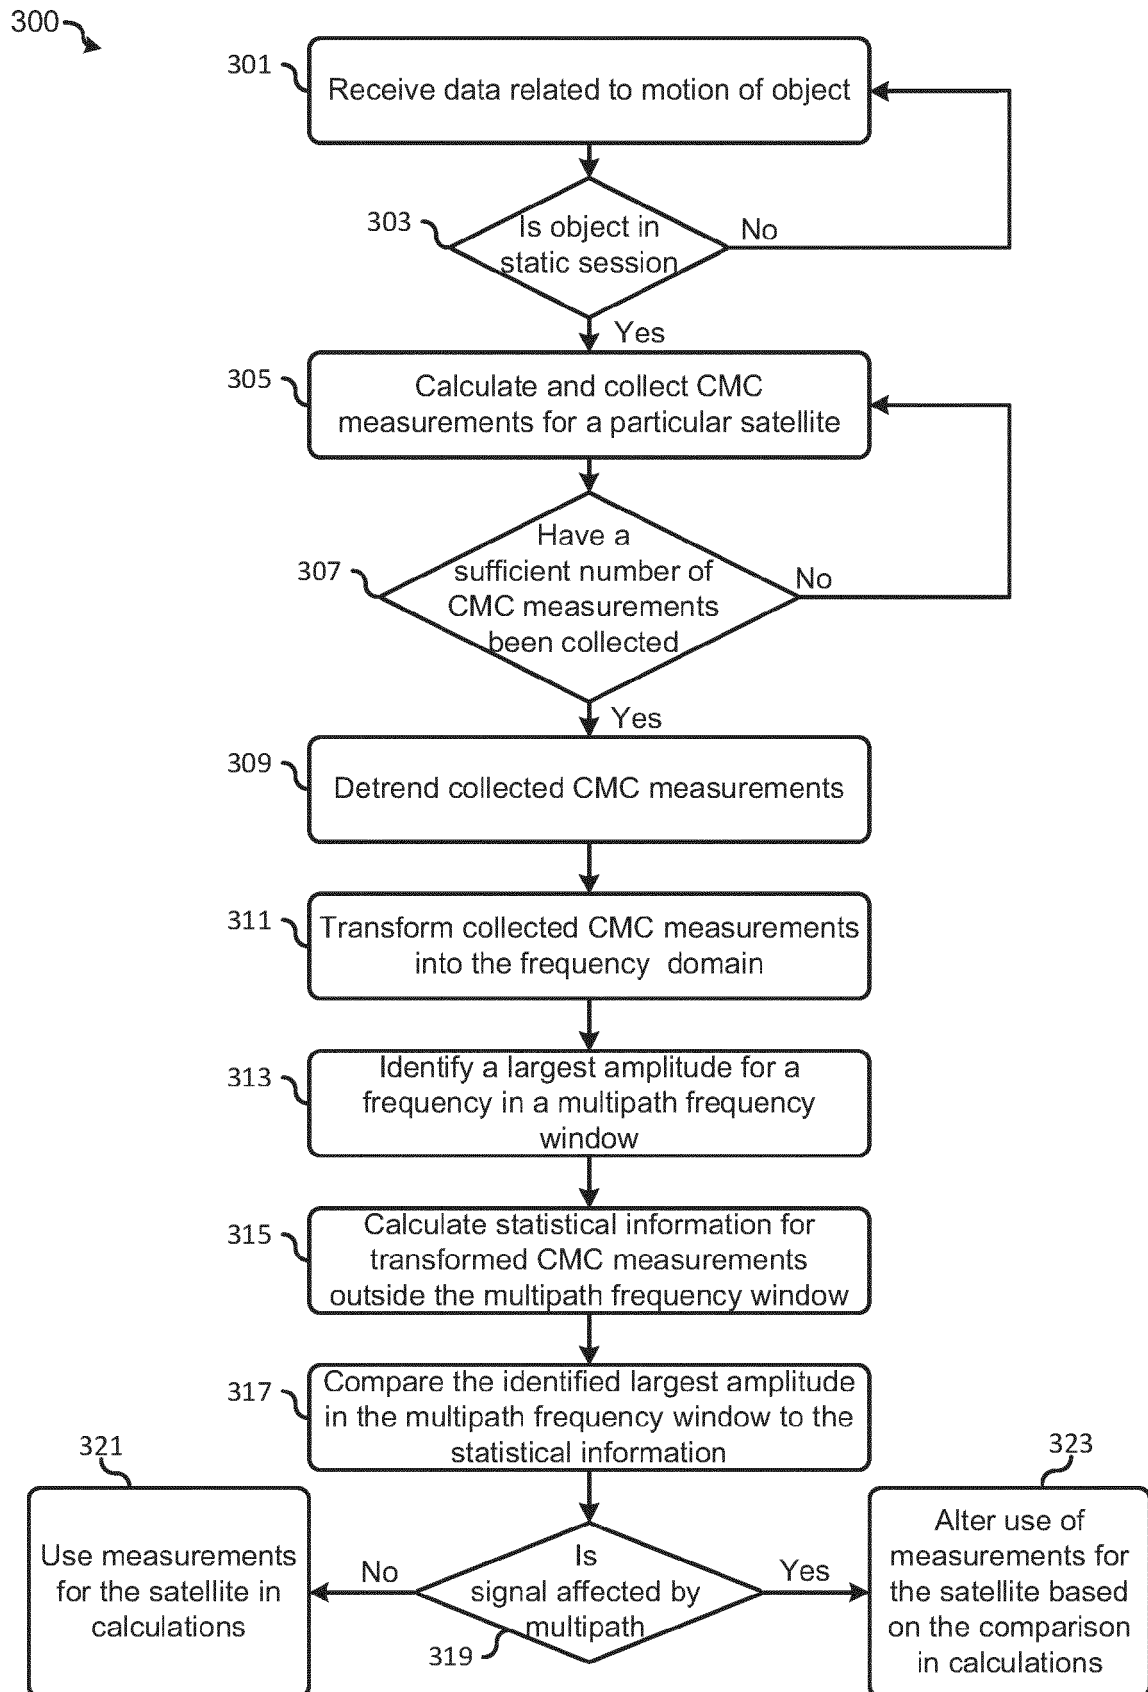 300
301
Receive data related to motion of object
303
Is object in
static session
No
Yes
305
Calculate and collect CMC
measurements for a particular satellite
307
Have a
sufficient number of
CMC measurements
been collected
No
Yes
309
Detrend collected CMC measurements
311
Transform collected CMC measurements
into the frequency domain
313
Identify a largest amplitude for a
frequency in a multipath frequency
window
315
Calculate statistical information for
transformed CMC measurements
outside the multipath frequency window
317
Compare the identified largest amplitude
in the multipath frequency window to the
statistical information
321
Use measurements
for the satellite in
calculations
No
Is
signal affected by
multipath
319
Yes
323
Alter use of
measurements for
the satellite based
on the comparison
in calculations